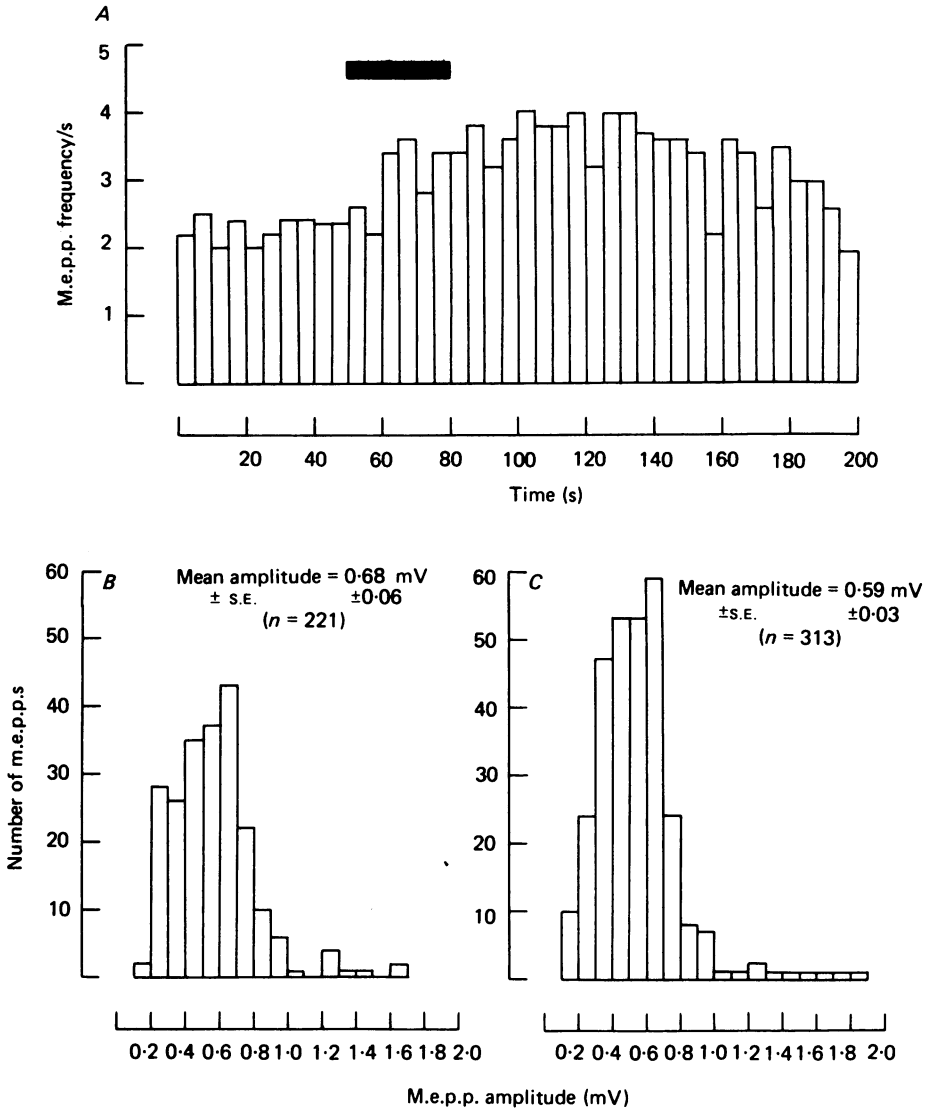 A
5
4
3
2
1
M.e.p.p. frequency/s
20 40 60 80 100 120 140 160 180 200
Time (s)
B
Mean amplitude = 0·68 mV
± S.E. ±0·06
(n = 221)
60
50
40
30
20
10
Number of m.e.p.p.s
0·2 0·4 0·6 0·8 1·0 1·2 1·4 1·6 1·8 2·0
C
Mean amplitude = 0·59 mV
±S.E. ±0·03
(n = 313)
60
50
40
30
20
10
0·2 0·4 0·6 0·8 1·0 1·2 1·4 1·6 1·8 2·0
M.e.p.p. amplitude (mV)